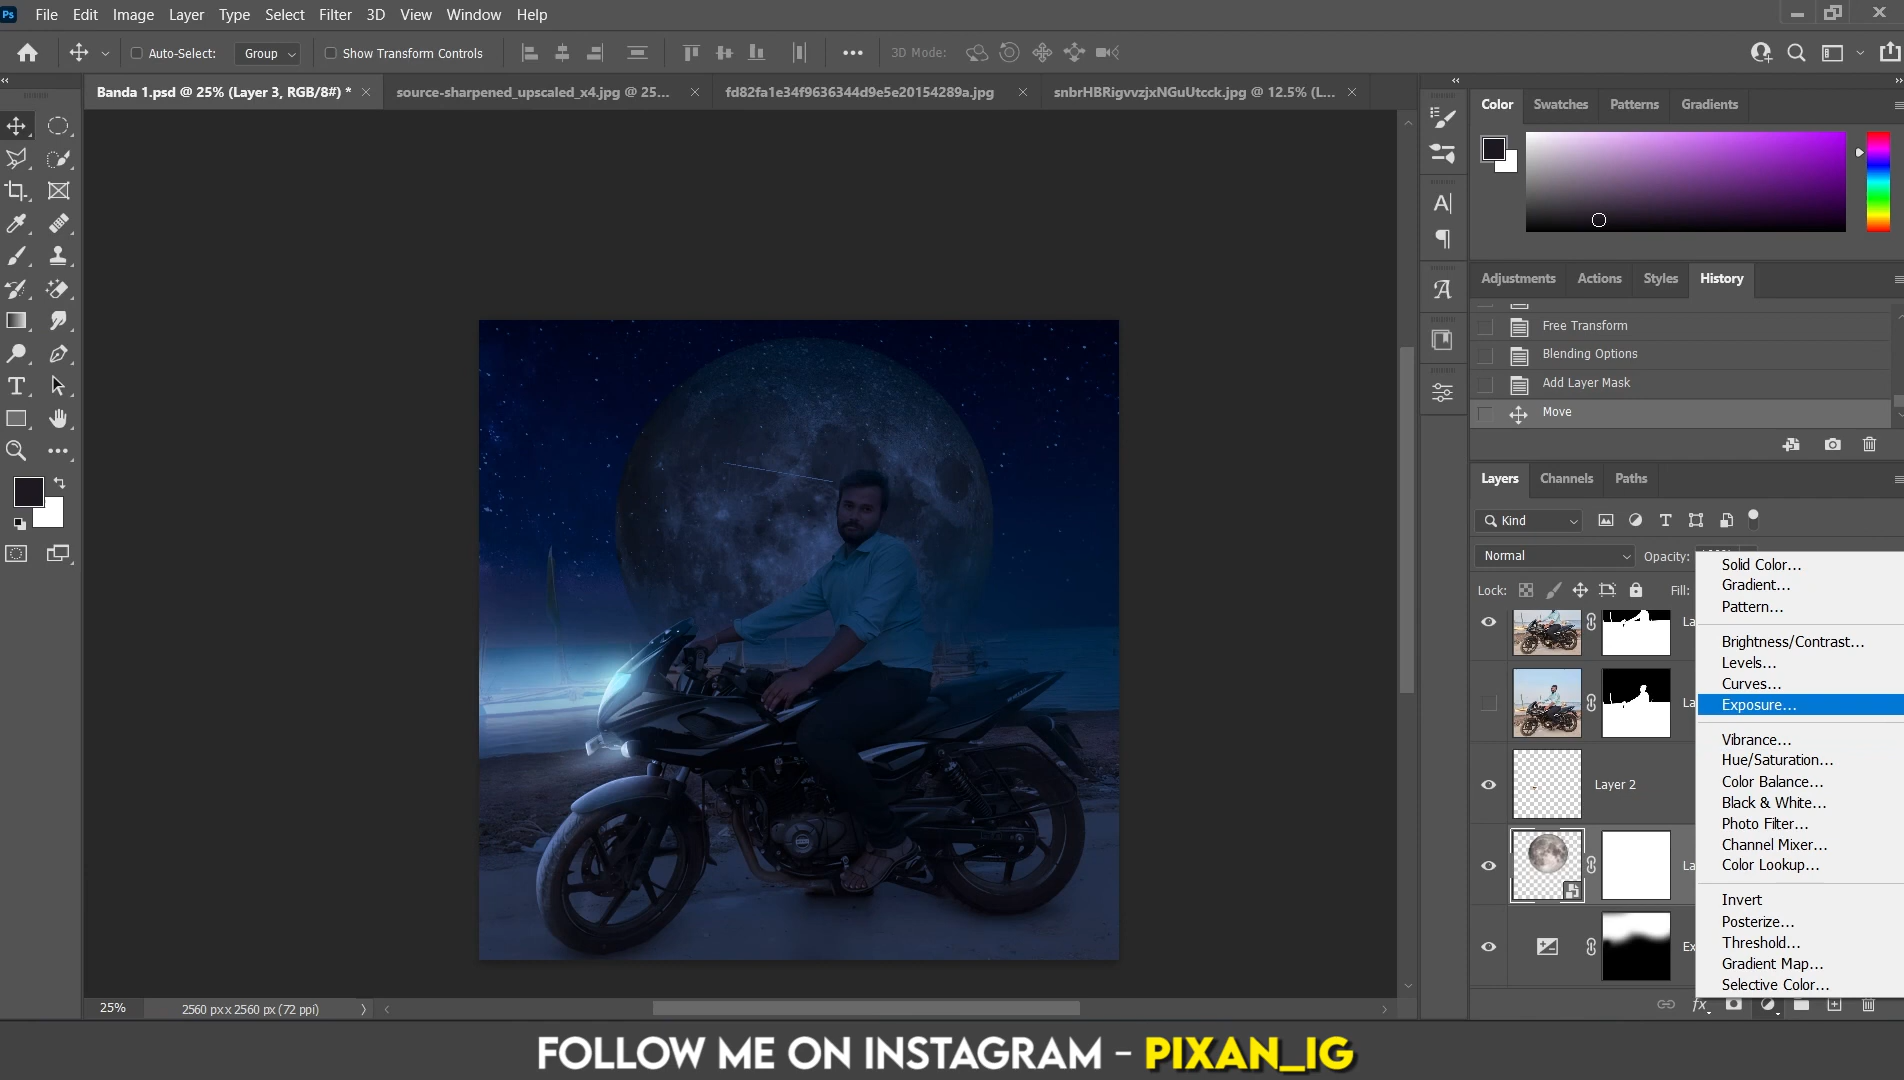 Ps File Edit Image Layer Type Select Filter 3D View Window Help
Auto-Select: Group Show Transform Controls 3D Mode:
Banda 1.psd @ 25% (Layer 3, RGB/8#) * source-sharpened_upscaled_x4.jpg @ 25... fd82fa1e34f9636344d9e5e20154289a.jpg snbrHBRigvvzjxNGuUtcck.jpg @ 12.5% (L...
Color Swatches Patterns Gradients
Adjustments Actions Styles History
Free Transform
Blending Options
Add Layer Mask
Move
Layers Channels Paths
Kind
Normal Opacity:
Lock: Fill:
La
La
Layer 2
La
Ex
Solid Color...
Gradient...
Pattern...
Brightness/Contrast...
Levels...
Curves...
Exposure...
Vibrance...
Hue/Saturation...
Color Balance...
Black & White...
Photo Filter...
Channel Mixer...
Color Lookup...
Invert
Posterize...
Threshold...
Gradient Map...
Selective Color...
25% 2560 px x 2560 px (72 ppi)
FOLLOW ME ON INSTAGRAM - PIXAN_IG